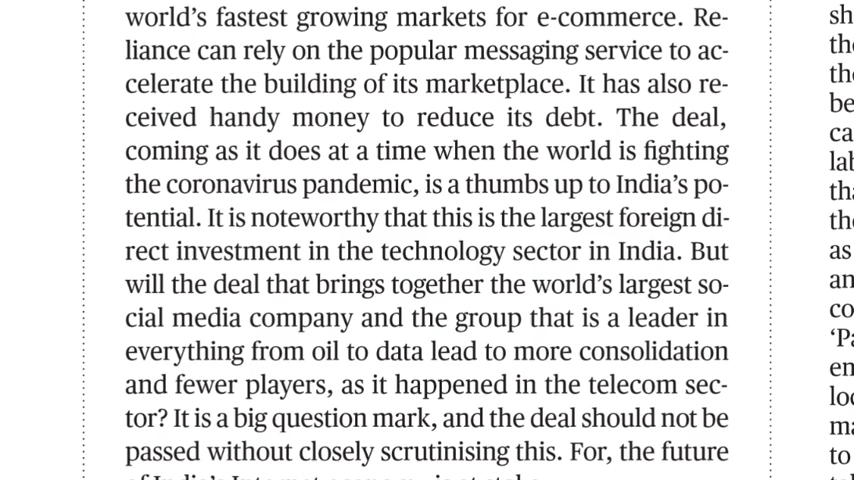 world’s fastest growing markets for e-commerce. Re-
liance can rely on the popular messaging service to ac-
celerate the building of its marketplace. It has also re-
ceived handy money to reduce its debt. The deal,
coming as it does at a time when the world is fighting
the coronavirus pandemic, is a thumbs up to India’s po-
tential. It is noteworthy that this is the largest foreign di-
rect investment in the technology sector in India. But
will the deal that brings together the world’s largest so-
cial media company and the group that is a leader in
everything from oil to data lead to more consolidation
and fewer players, as it happened in the telecom sec-
tor? It is a big question mark, and the deal should not be
passed without closely scrutinising this. For, the future